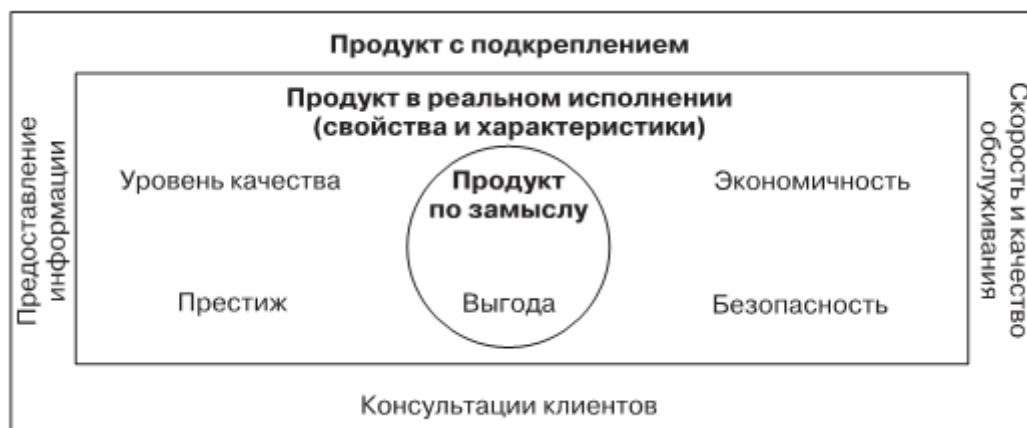 Продукт с подкреплением
Продукт в реальном исполнении
(свойства и характеристики)
Предоставление
информации
Скорость и качество
обслуживания
Уровень качества
Продукт
по замыслу
Экономичность
Престиж
Выгода
Безопасность
Консультации клиентов